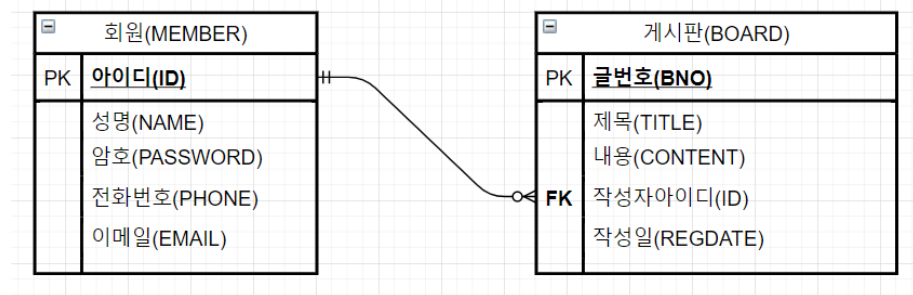 회원(MEMBER)
PK 아이디(ID)
성명(NAME)
암호(PASSWORD)
전화번호(PHONE)
이메일(EMAIL)
게시판(BOARD)
PK 글번호(BNO)
제목(TITLE)
내용(CONTENT)
FK 작성자아이디(ID)
작성일(REGDATE)